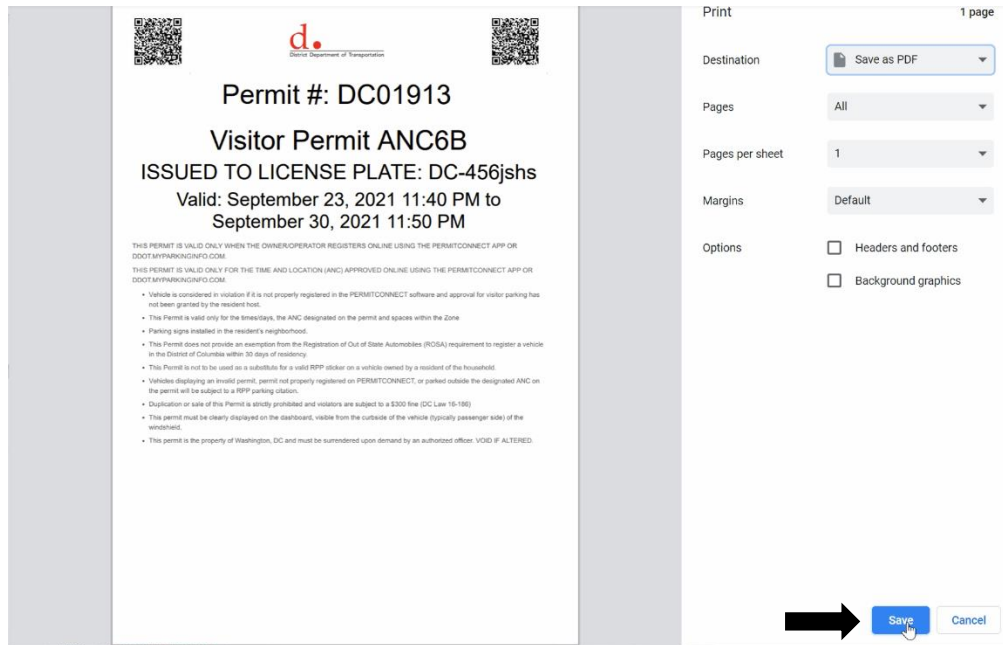 d.
District Department of Transportation
Permit #: DC01913
Visitor Permit ANC6B
ISSUED TO LICENSE PLATE: DC-456jshs
Valid: September 23, 2021 11:40 PM to
September 30, 2021 11:50 PM
THIS PERMIT IS VALID ONLY WHEN THE OWNER/OPERATOR REGISTERS ONLINE USING THE PERMITCONNECT APP OR
DDOT.MYPARKINGINFO.COM.
THIS PERMIT IS VALID ONLY FOR THE TIME AND LOCATION (ANC) APPROVED ONLINE USING THE PERMITCONNECT APP OR
DDOT.MYPARKINGINFO.COM.
• Vehicle is considered in violation if it is not properly registered in the PERMITCONNECT software and approval for visitor parking has
not been granted by the resident host.
• This Permit is valid only for the times/days, the ANC designated on the permit and spaces within the Zone
• Parking signs installed in the resident's neighborhood.
• This Permit does not provide an exemption from the Registration of Out of State Automobiles (ROSA) requirement to register a vehicle
in the District of Columbia within 30 days of residency.
• This Permit is not to be used as a substitute for a valid RPP sticker on a vehicle owned by a resident of the household.
• Vehicles displaying an invalid permit, permit not properly registered on PERMITCONNECT, or parked outside the designated ANC on
the permit will be subject to a RPP parking citation.
• Duplication or sale of this Permit is strictly prohibited and violators are subject to a $300 fine (DC Law 16-186)
• This permit must be clearly displayed on the dashboard, visible from the curbside of the vehicle (typically passenger side) of the
windshield.
• This permit is the property of Washington, DC and must be surrendered upon demand by an authorized officer. VOID IF ALTERED.
Print 1 page
Destination Save as PDF
Pages All
Pages per sheet 1
Margins Default
Options Headers and footers
Background graphics
Save Cancel